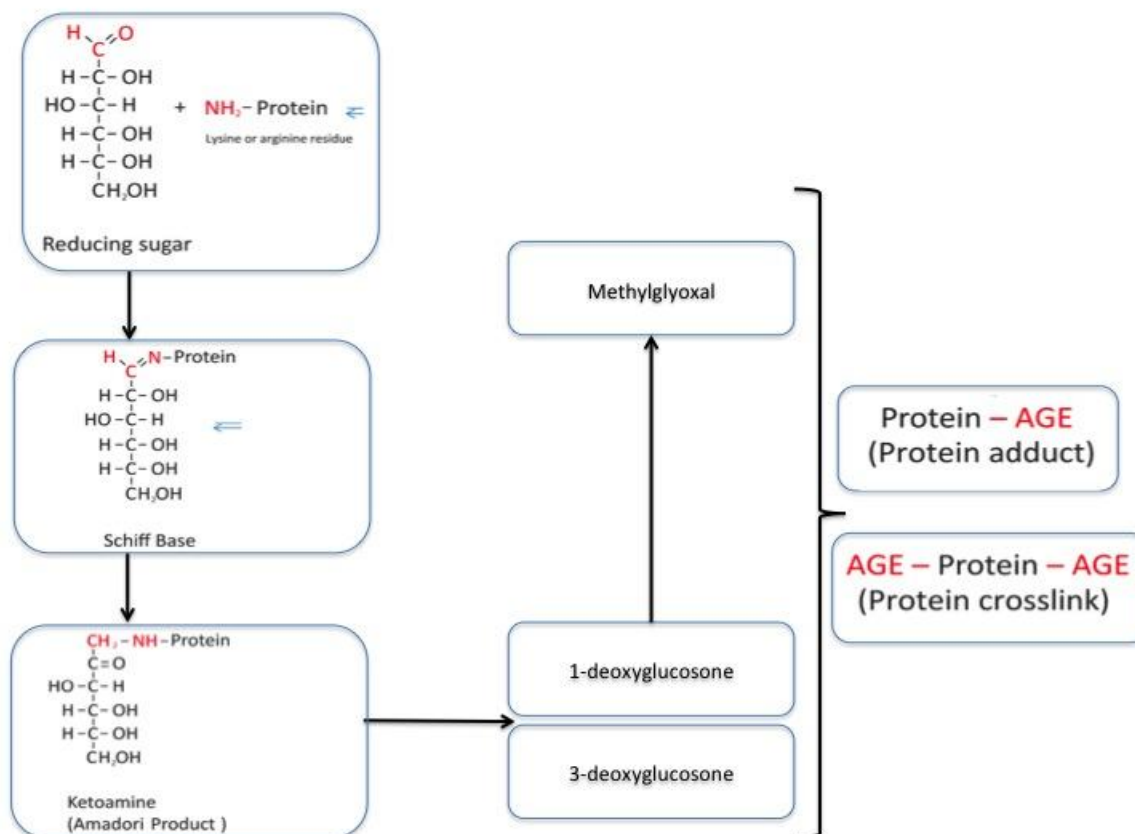 H O
C
H – C – OH
HO – C – H + NH₂ – Protein
Lysine or arginine residue
H – C – OH
H – C – OH
CH₂OH
Reducing sugar
H N – Protein
C
H – C – OH
HO – C – H
H – C – OH
H – C – OH
CH₂OH
Schiff Base
CH₂ – NH – Protein
C = O
HO – C – H
H – C – OH
H – C – OH
CH₂OH
Ketoamine
(Amadori Product )
Methylglyoxal
1-deoxyglucosone
3-deoxyglucosone
Protein – AGE
(Protein adduct)
AGE – Protein – AGE
(Protein crosslink)